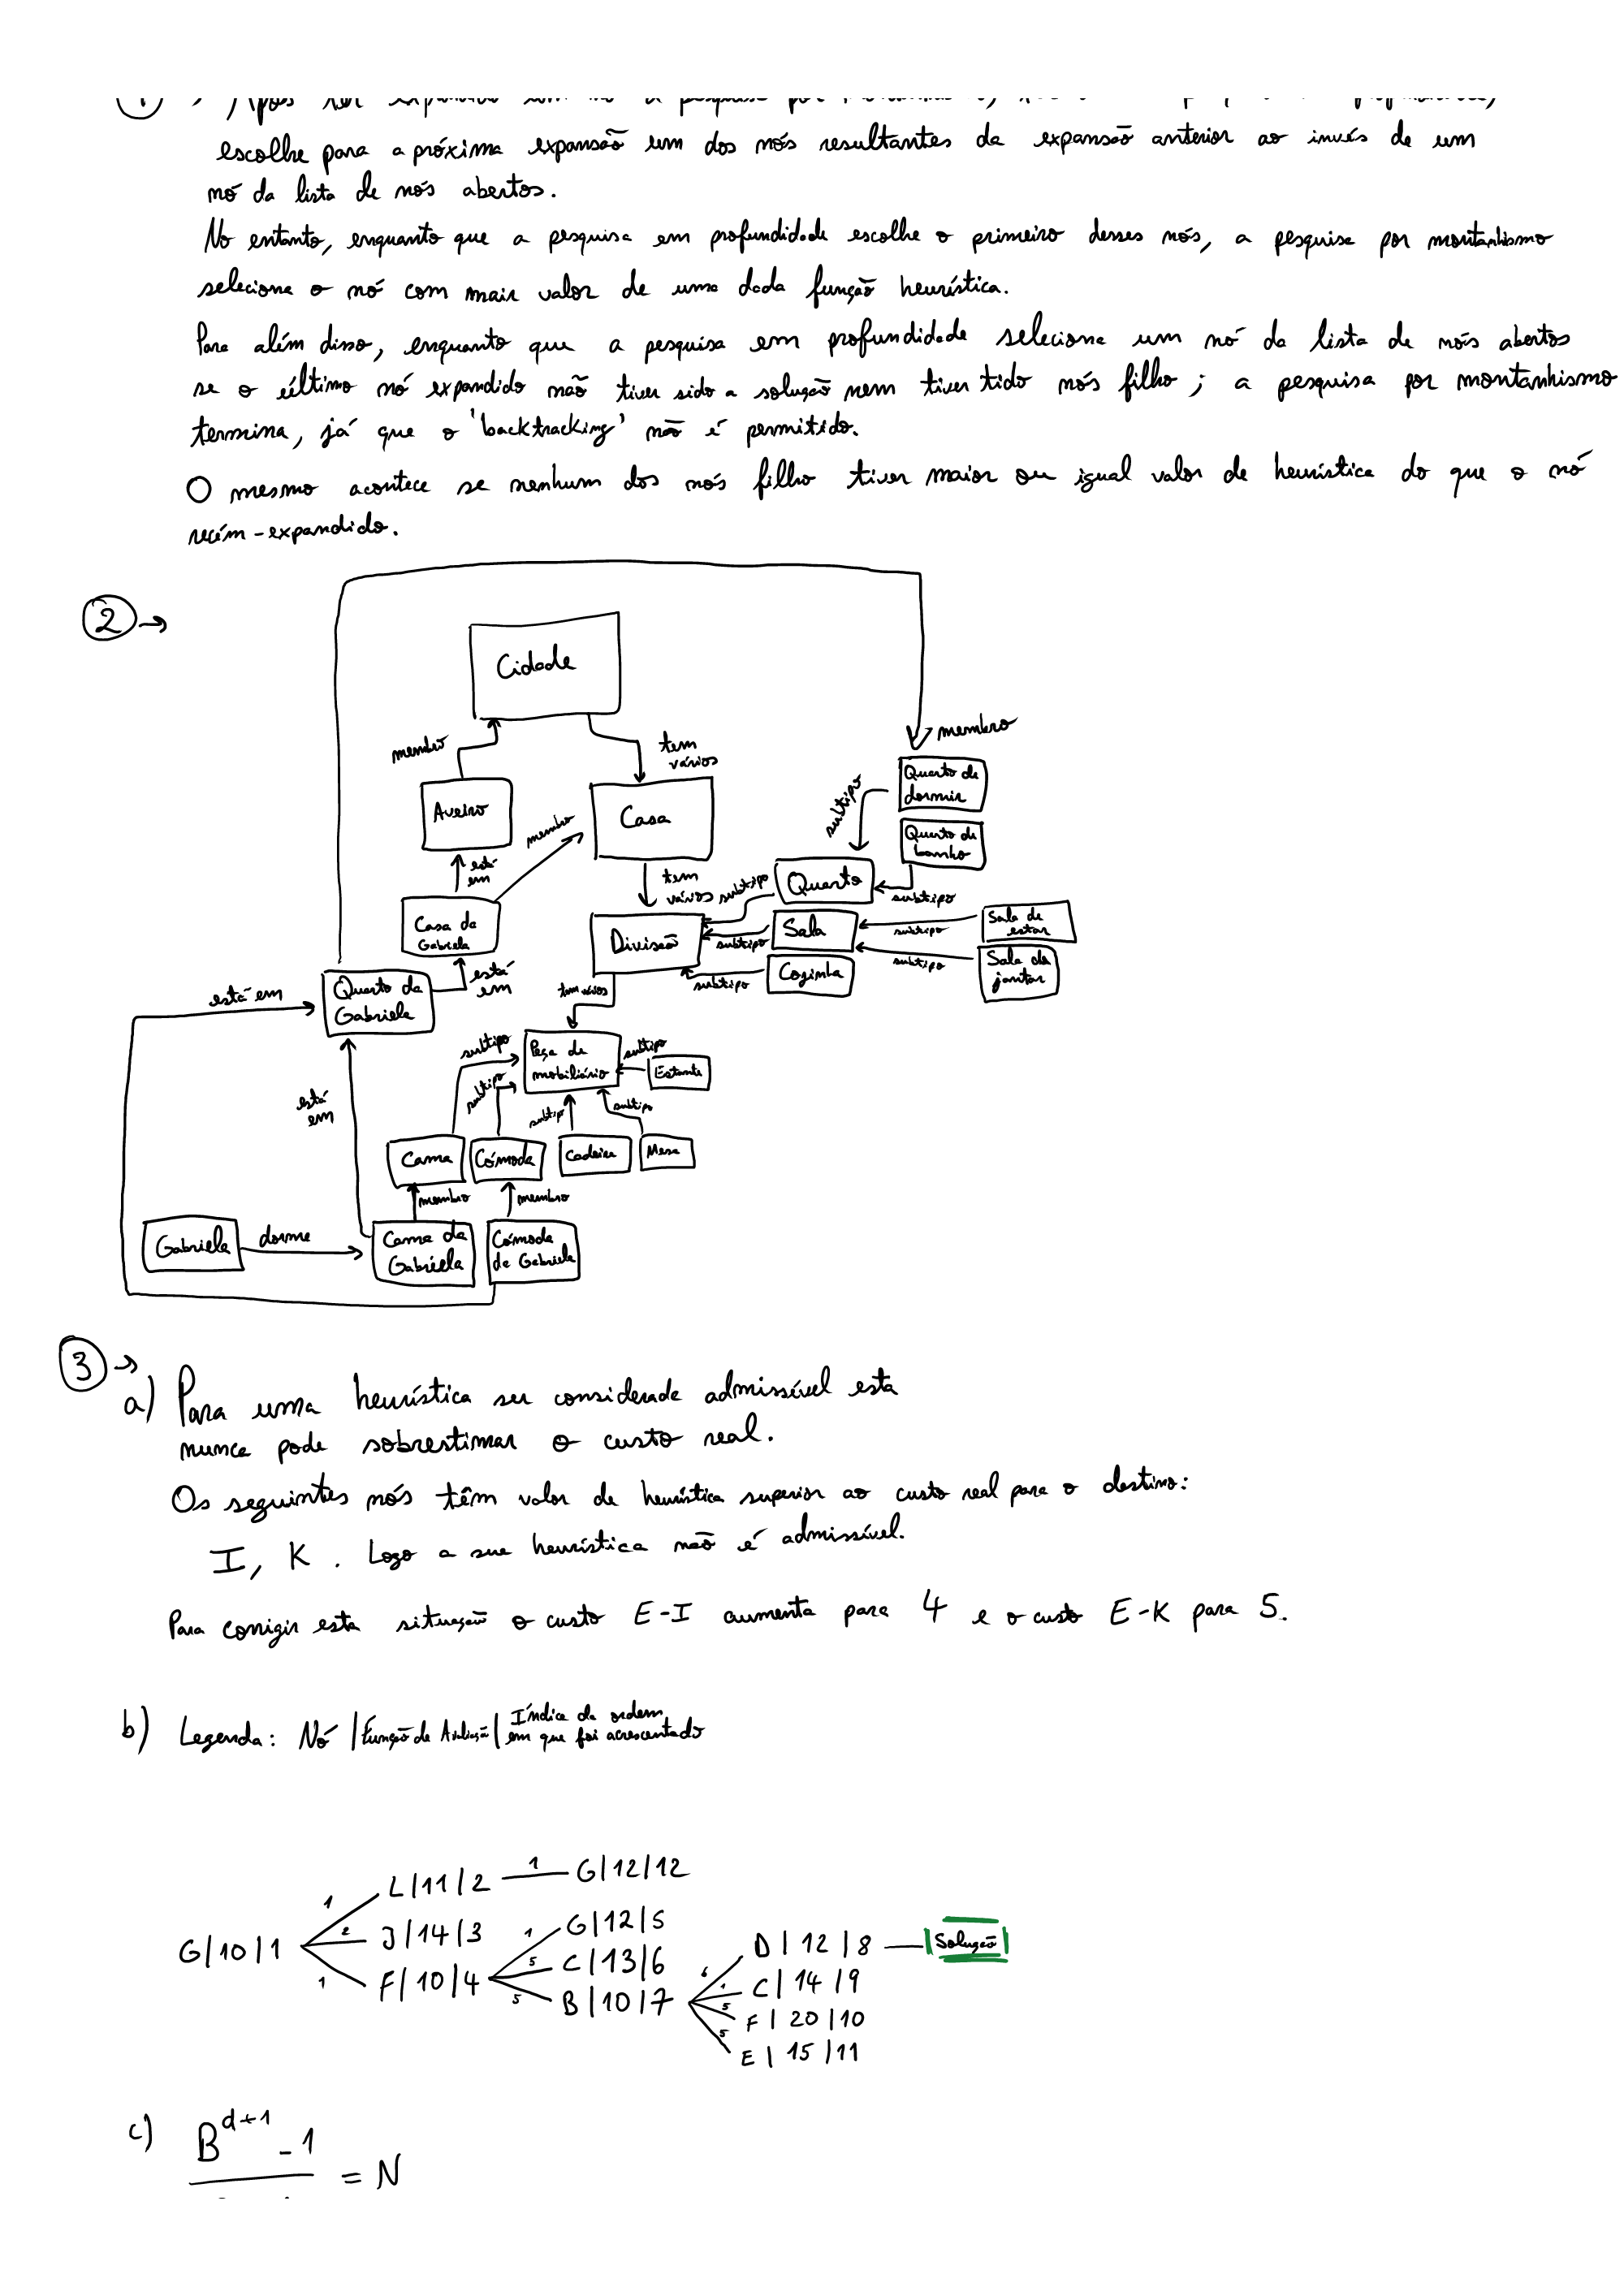 1 → Após ter expandido um nó a pesquisa por montanhismo,
escolhe para a próxima expansão um dos nós resultantes da expansão anterior ao invés de um
nó da lista de nós abertos.
No entanto, enquanto que a pesquisa em profundidade escolhe o primeiro desses nós, a pesquisa por montanhismo
seleciona o nó com mair valor de uma dada função heurística.
Para além disso, enquanto que a pesquisa em profundidade seleciona um nó da lista de nós abertos
se o último nó expandido não tiver sido a solução nem tiver tido nós filho; a pesquisa por montanhismo
termina, já que o 'backtracking' não é permitido.
O mesmo acontece se nenhum dos nós filho tiver maior ou igual valor de heurística do que o nó
recém-expandido.
2 →
Cidade
membro
tem
vários
membro
Aveiro
Casa
membro
subtipo
Quarto de
dormir
Quarto de
banho
está
em
tem
vários
subtipo
Quarto
subtipo
Casa da
Gabriela
Divisão
subtipo
Sala
subtipo
Sala de
estar
subtipo
Cozinha
subtipo
Sala de
jantar
está em
Quarto da
Gabriela
está
em
tem vários
subtipo
Peça de
mobiliário
subtipo
Estante
subtipo
subtip
subtipo
está
em
Cama
Cómoda
Cadeira
Mesa
membro
membro
Gabriela
dorme
Cama da
Gabriela
Cómoda
da Gabriela
3 →
a) Para uma heurística ser considerada admissível esta
nunca pode sobrestimar o custo real.
Os seguintes nós têm valor de heurística superior ao custo real para o destino:
I, K . Logo a sua heurística não é admissível.
Para corrigir esta situação o custo E-I aumenta para 4 e o custo E-K para 5.
b) Legenda: Nó | Função de Avaliação | Índice da ordem
em que foi acrescentado
L|11|2
1
G|12|12
1
G|10|1
2
J|14|3
1
G|12|5
1
F|10|4
5
C|13|6
5
B|10|7
6
D|12|8
Solução
1
C|14|9
5
F|20|10
5
E|15|11
c) B^{d+1} - 1
= N